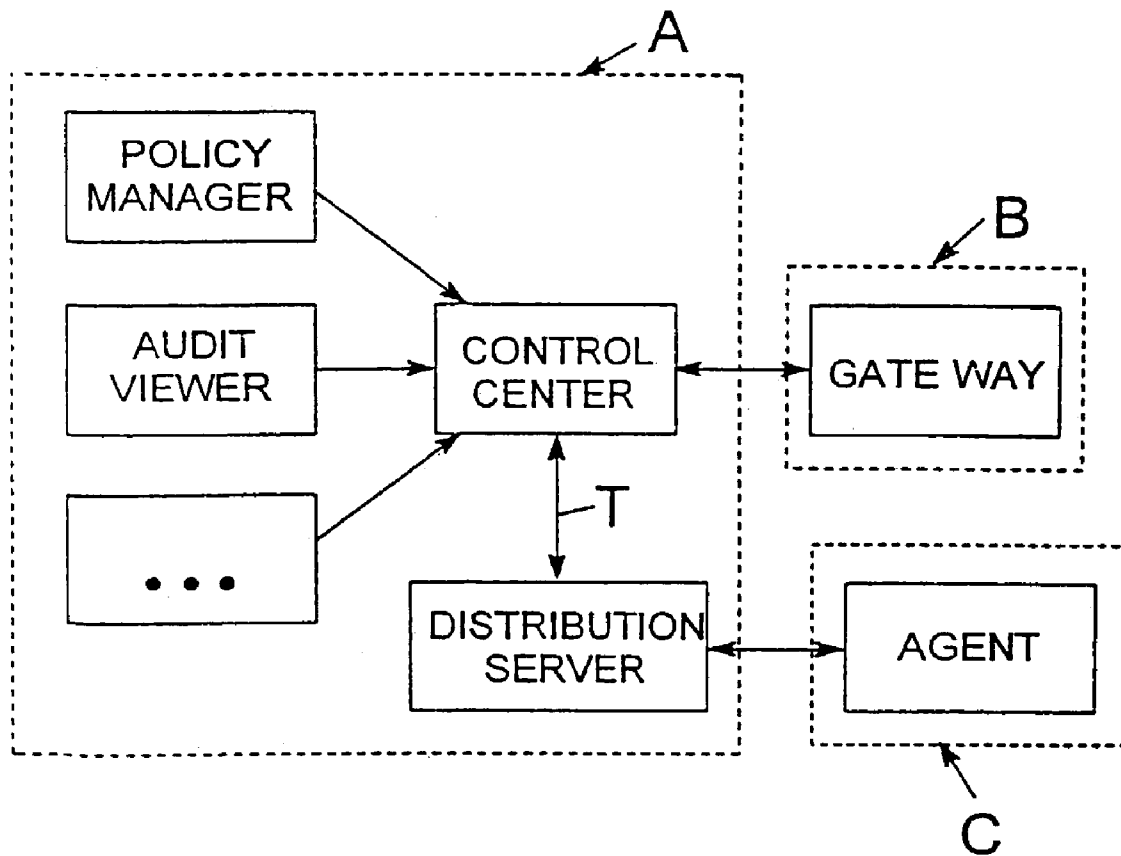 A
POLICY
MANAGER
B
AUDIT
VIEWER
CONTROL
CENTER
GATE WAY
T
• • •
DISTRIBUTION
SERVER
AGENT
C